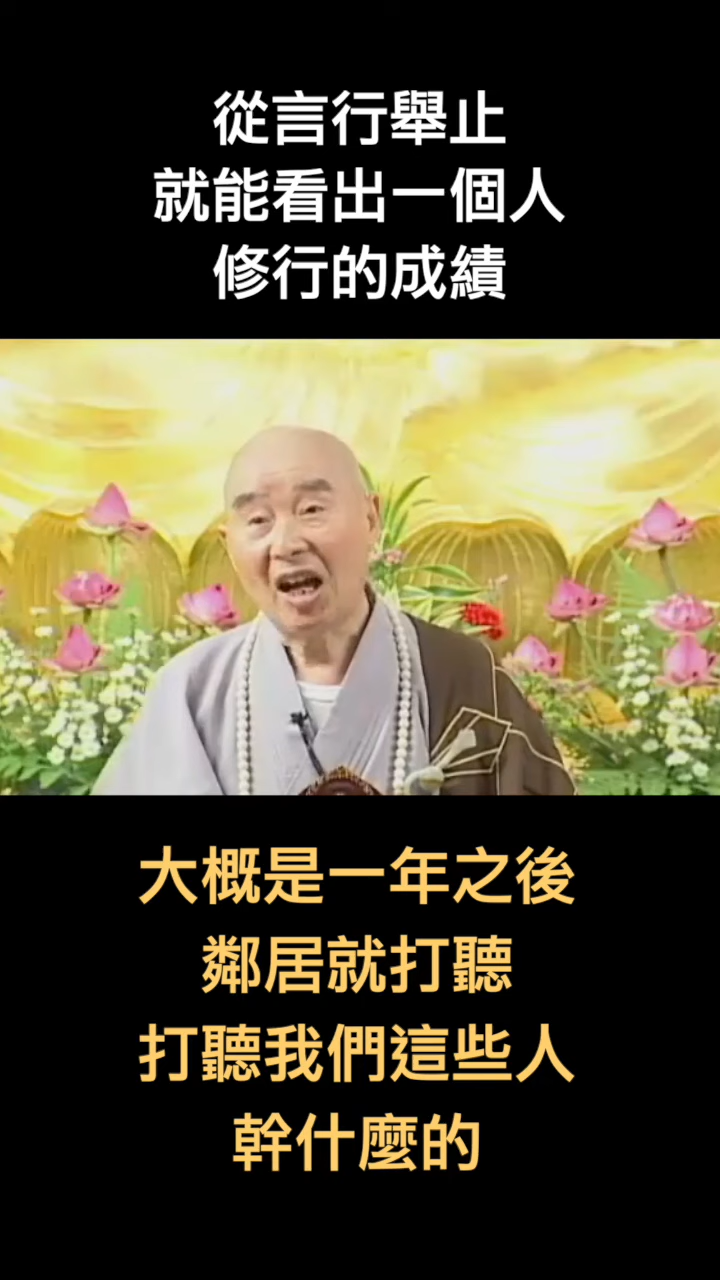 從言行舉止
就能看出一個人
修行的成績
大概是一年之後
鄰居就打聽
打聽我們這些人
幹什麼的